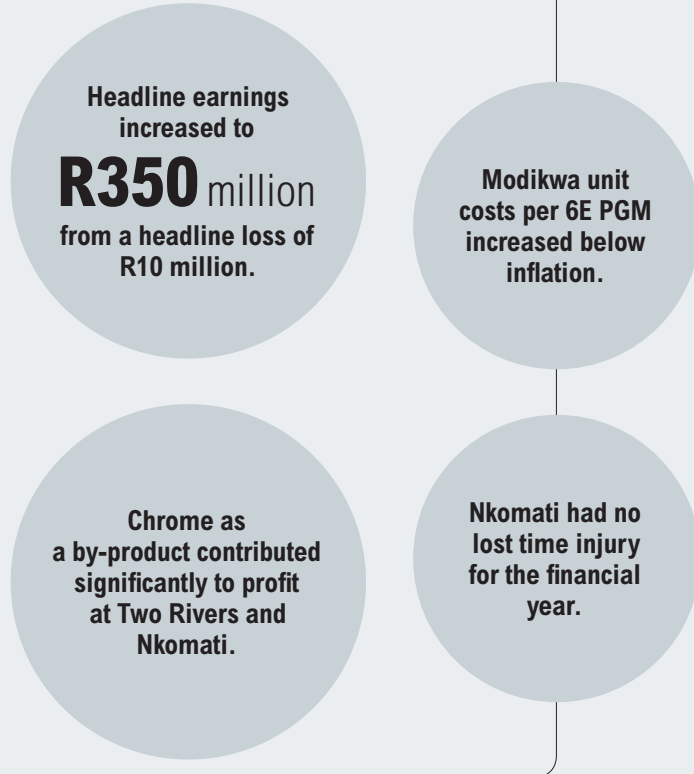 Headline earnings
increased to
R350 million
from a headline loss of
R10 million.
Modikwa unit
costs per 6E PGM
increased below
inflation.
Chrome as
a by-product contributed
significantly to profit
at Two Rivers and
Nkomati.
Nkomati had no
lost time injury
for the financial
year.